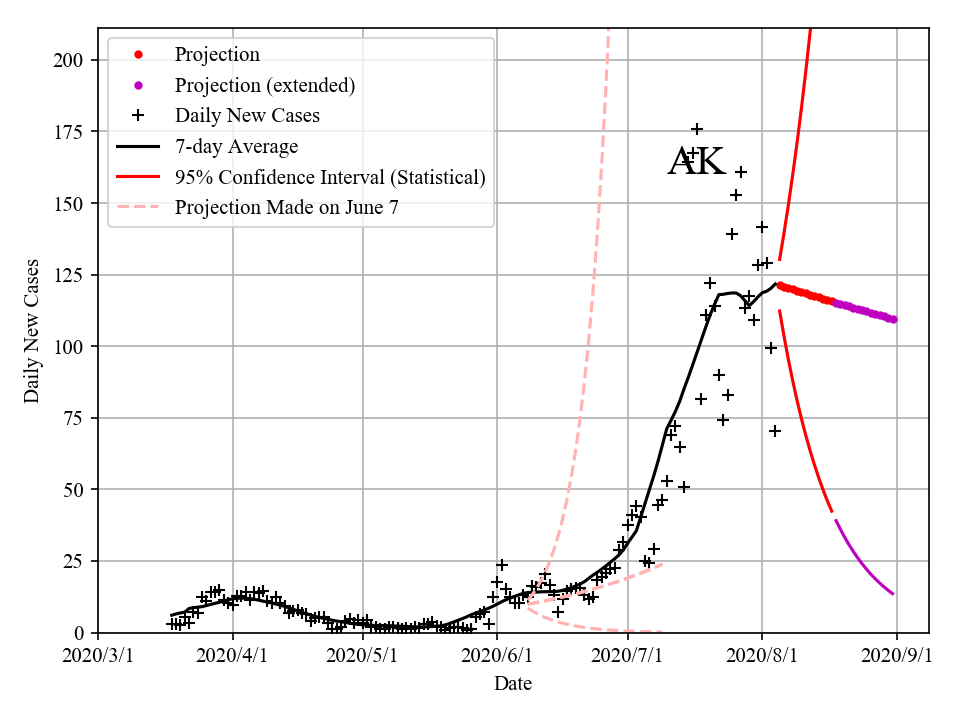 200
175
150
125
100
75
50
25
0
Daily New Cases
Projection
Projection (extended)
Daily New Cases
7-day Average
95% Confidence Interval (Statistical)
Projection Made on June 7
AK
2020/3/1 2020/4/1 2020/5/1 2020/6/1 2020/7/1 2020/8/1 2020/9/1
Date